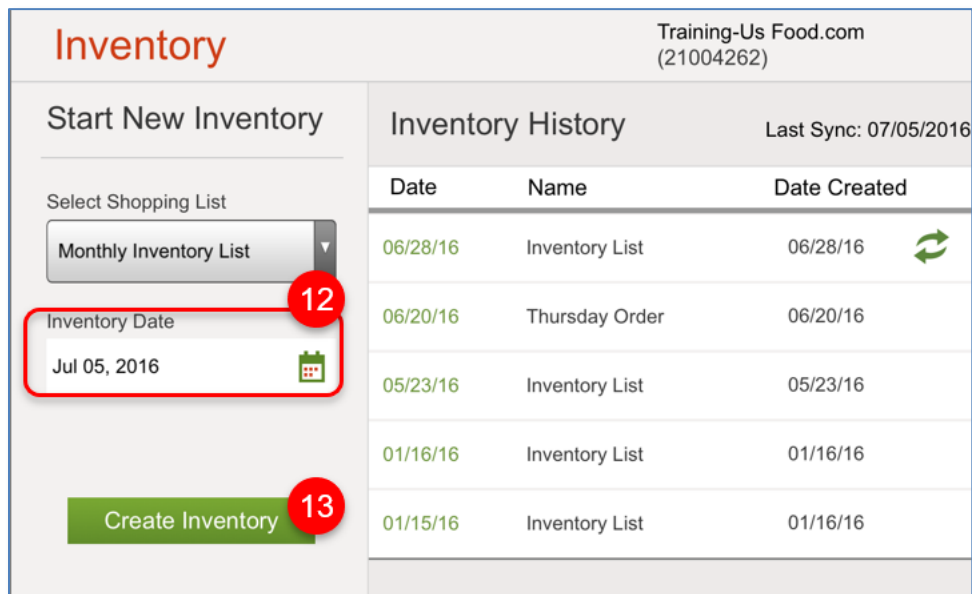 Inventory
Training-Us Food.com
(21004262)
Start New Inventory
Select Shopping List
Monthly Inventory List
12
Inventory Date
Jul 05, 2016
Create Inventory
13
Inventory History
Last Sync: 07/05/2016
Date Name Date Created
06/28/16 Inventory List 06/28/16
06/20/16 Thursday Order 06/20/16
05/23/16 Inventory List 05/23/16
01/16/16 Inventory List 01/16/16
01/15/16 Inventory List 01/16/16